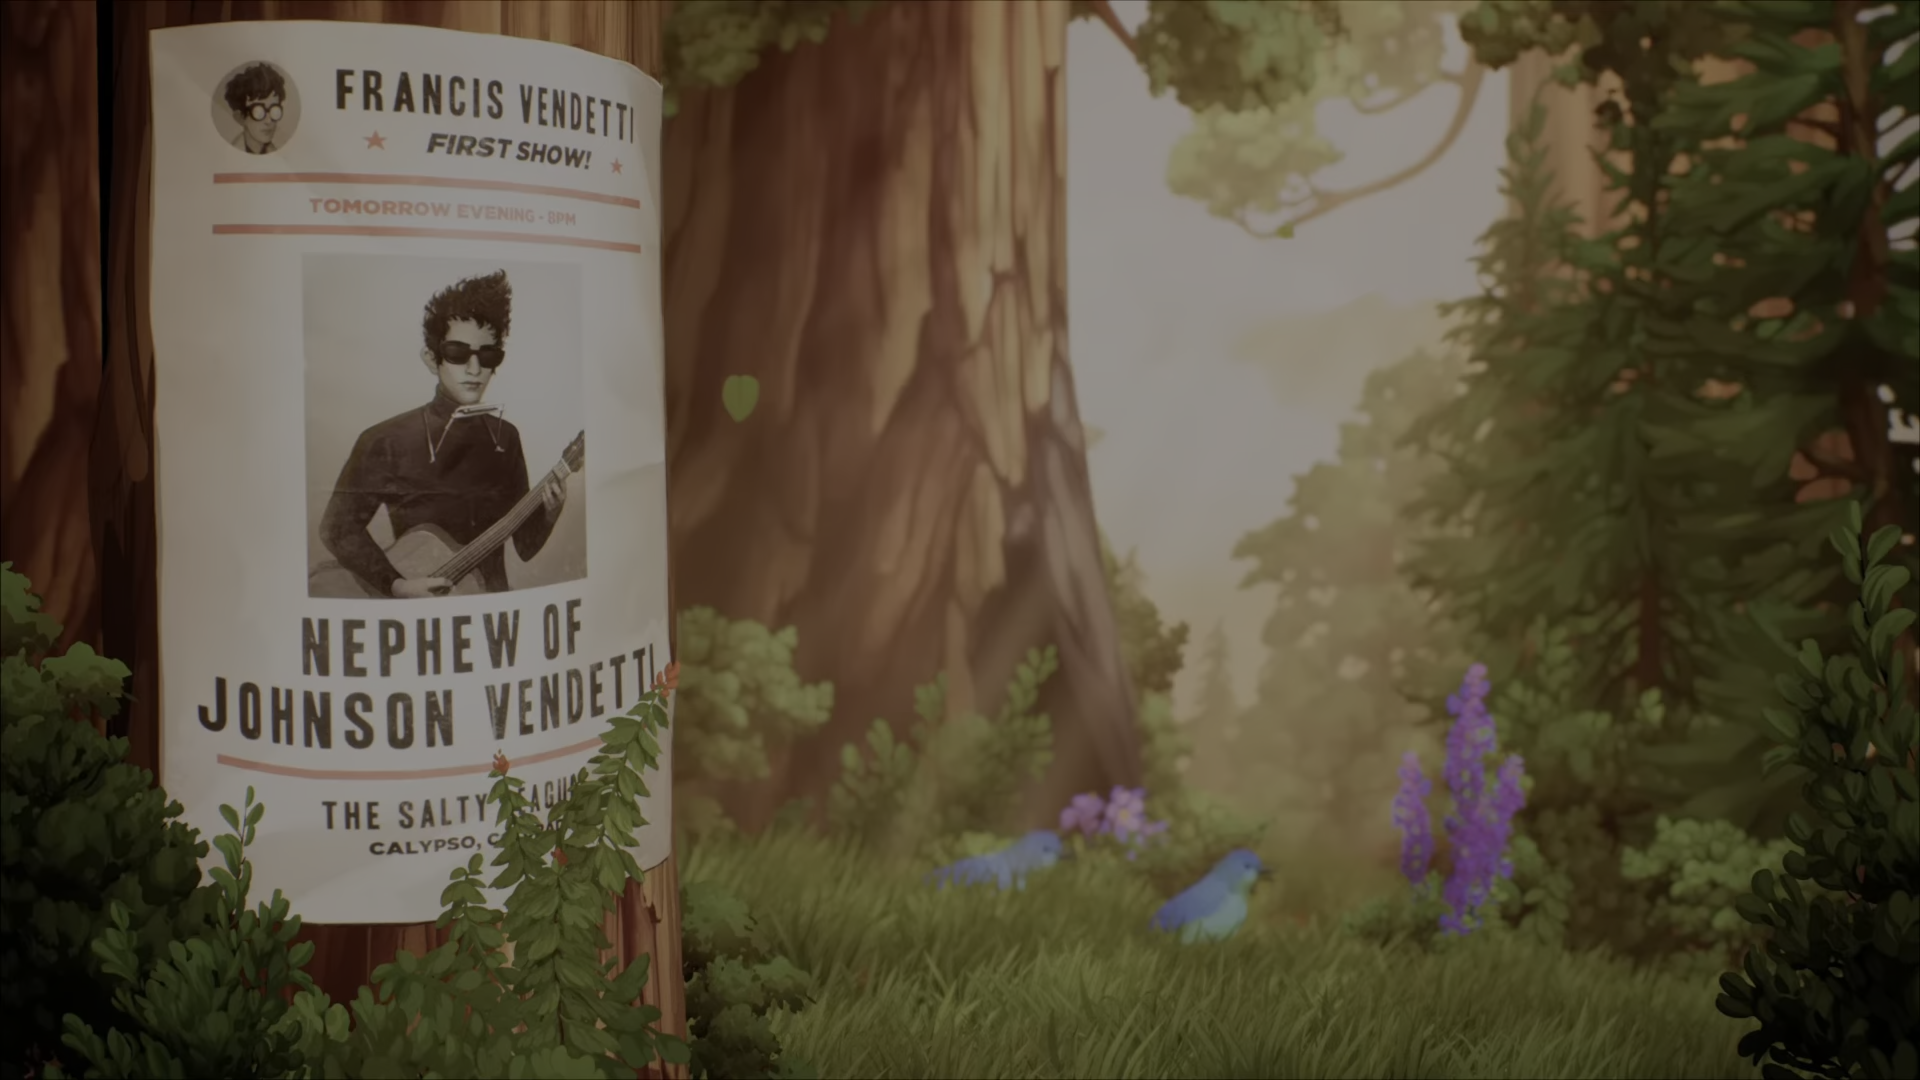 FRANCIS VENDETTI
FIRST SHOW!
TOMORROW EVENING - 8PM
NEPHEW OF
JOHNSON VENDETTI
THE SALTY
CALYPSO,